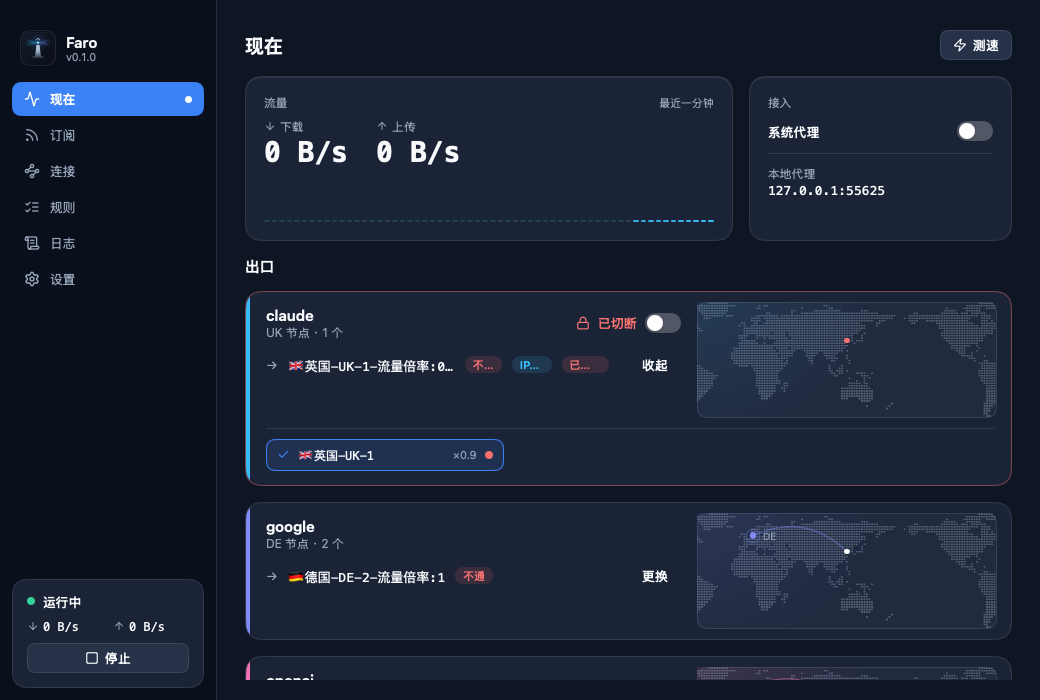 Faro
v0.1.0
现在
订阅
连接
规则
日志
设置
运行中
↓ 0 B/s ↑ 0 B/s
停止
现在
测速
流量 最近一分钟
↓ 下载 ↑ 上传
0 B/s 0 B/s
接入
系统代理
本地代理
127.0.0.1:55625
出口
claude
UK 节点 · 1 个
已切断
→ 🇬🇧英国-UK-1-流量倍率:0… 不… IP… 已… 收起
🇬🇧英国-UK-1 ×0.9
google
DE 节点 · 2 个
→ 🇩🇪德国-DE-2-流量倍率:1 不通 更换
DE